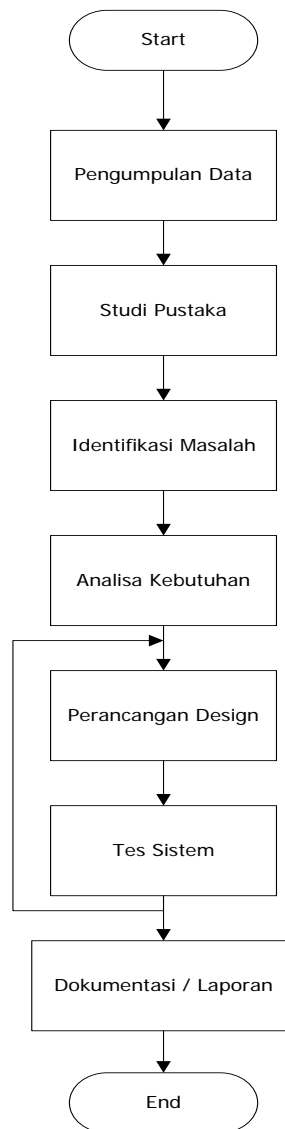 Start
Pengumpulan Data
Studi Pustaka
Identifikasi Masalah
Analisa Kebutuhan
Perancangan Design
Tes Sistem
Dokumentasi / Laporan
End